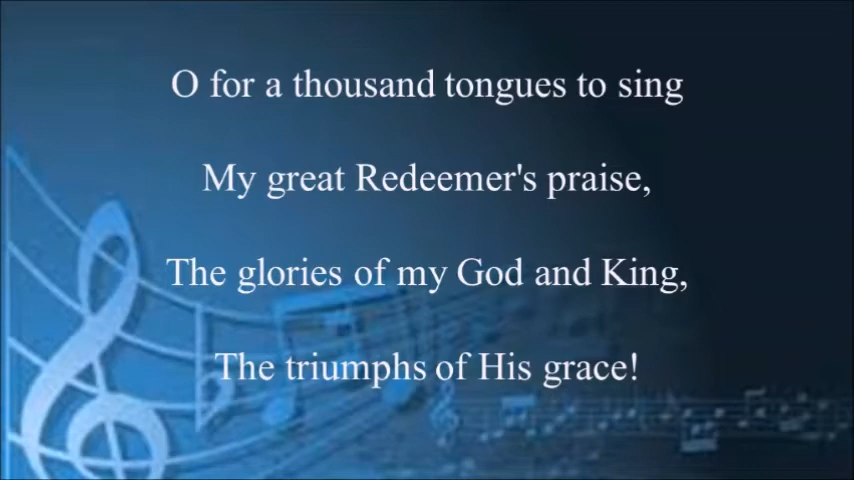 O for a thousand tongues to sing
My great Redeemer's praise,
The glories of my God and King,
The triumphs of His grace!